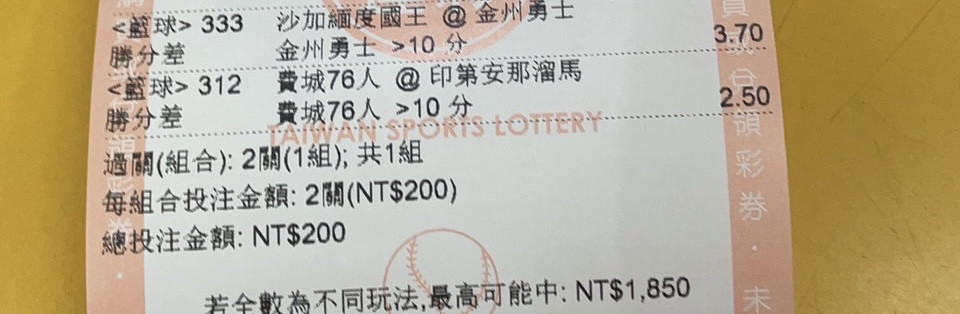 <籃球> 333 沙加緬度國王 @ 金州勇士
勝分差 金州勇士 >10 分 3.70
<籃球> 312 費城76人 @ 印第安那溜馬
勝分差 費城76人 >10 分 2.50
TAIWAN SPORTS LOTTERY
過關(組合): 2關(1組); 共1組
每組合投注金額: 2關(NT$200)
總投注金額: NT$200
若全數為不同玩法,最高可能中: NT$1,850
領彩券・未